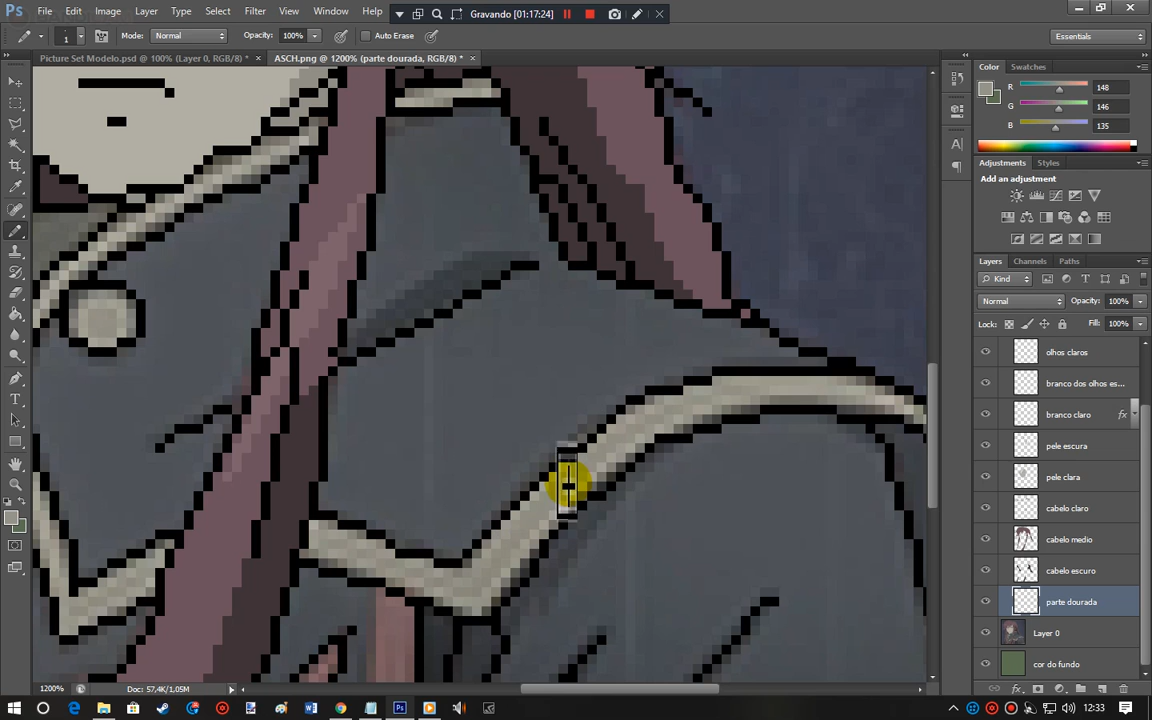 Ps File Edit Image Layer Type Select Filter View Window Help Gravando [01:17:24]
1 Mode: Normal Opacity: 100% Auto Erase Essentials
Picture Set Modelo.psd @ 100% (Layer 0, RGB/8) * × ASCH.png @ 1200% (parte dourada, RGB/8) * ×
Color Swatches
R 148
G 146
B 135
Adjustments Styles
Add an adjustment
Layers Channels Paths
Kind
Normal Opacity: 100%
Lock: Fill: 100%
olhos claros
branco dos olhos es...
branco claro fx
pele escura
pele clara
cabelo claro
cabelo medio
cabelo escuro
parte dourada
Layer 0
cor do fundo
1200% Doc: 57,4K/1,05M
12:33